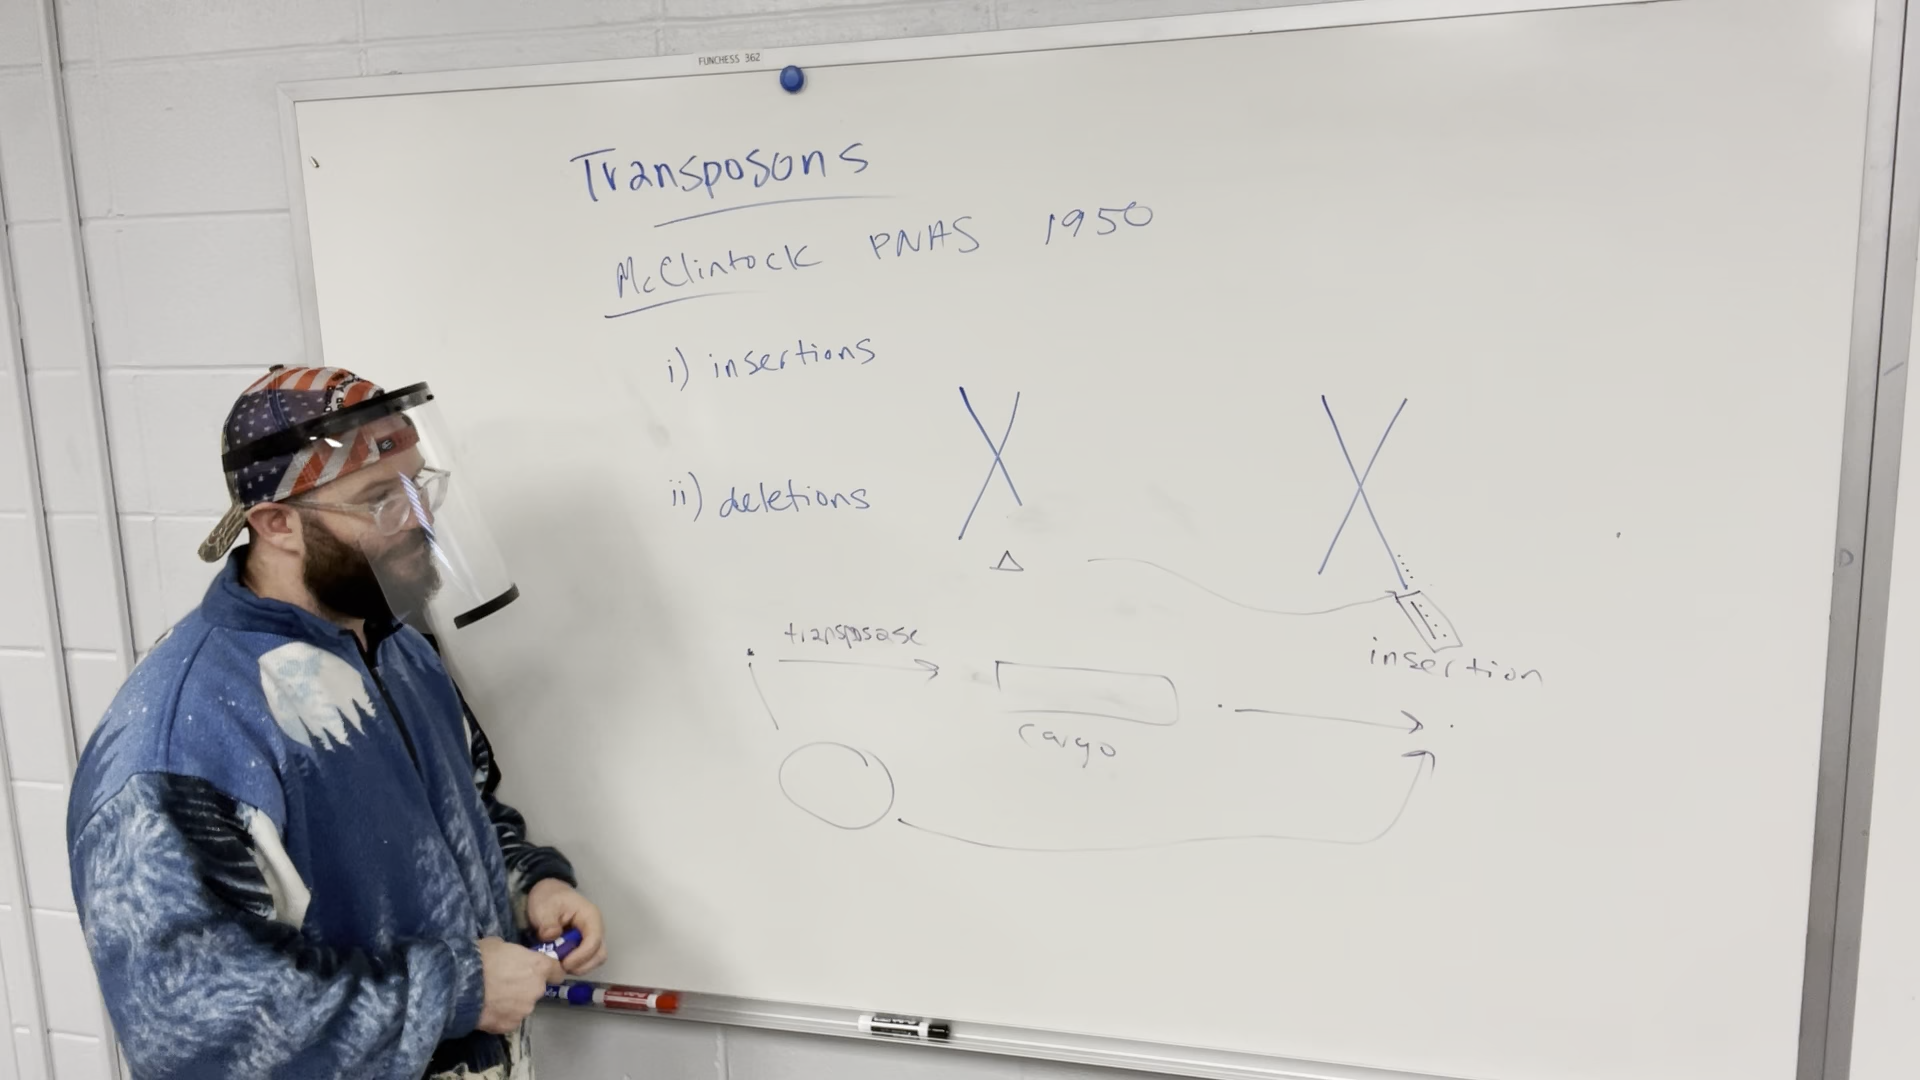 FUNCHESS 362
Transposons
McClintock PNAS 1950
i) insertions
ii) deletions
Δ
transposase
insertion
cargo